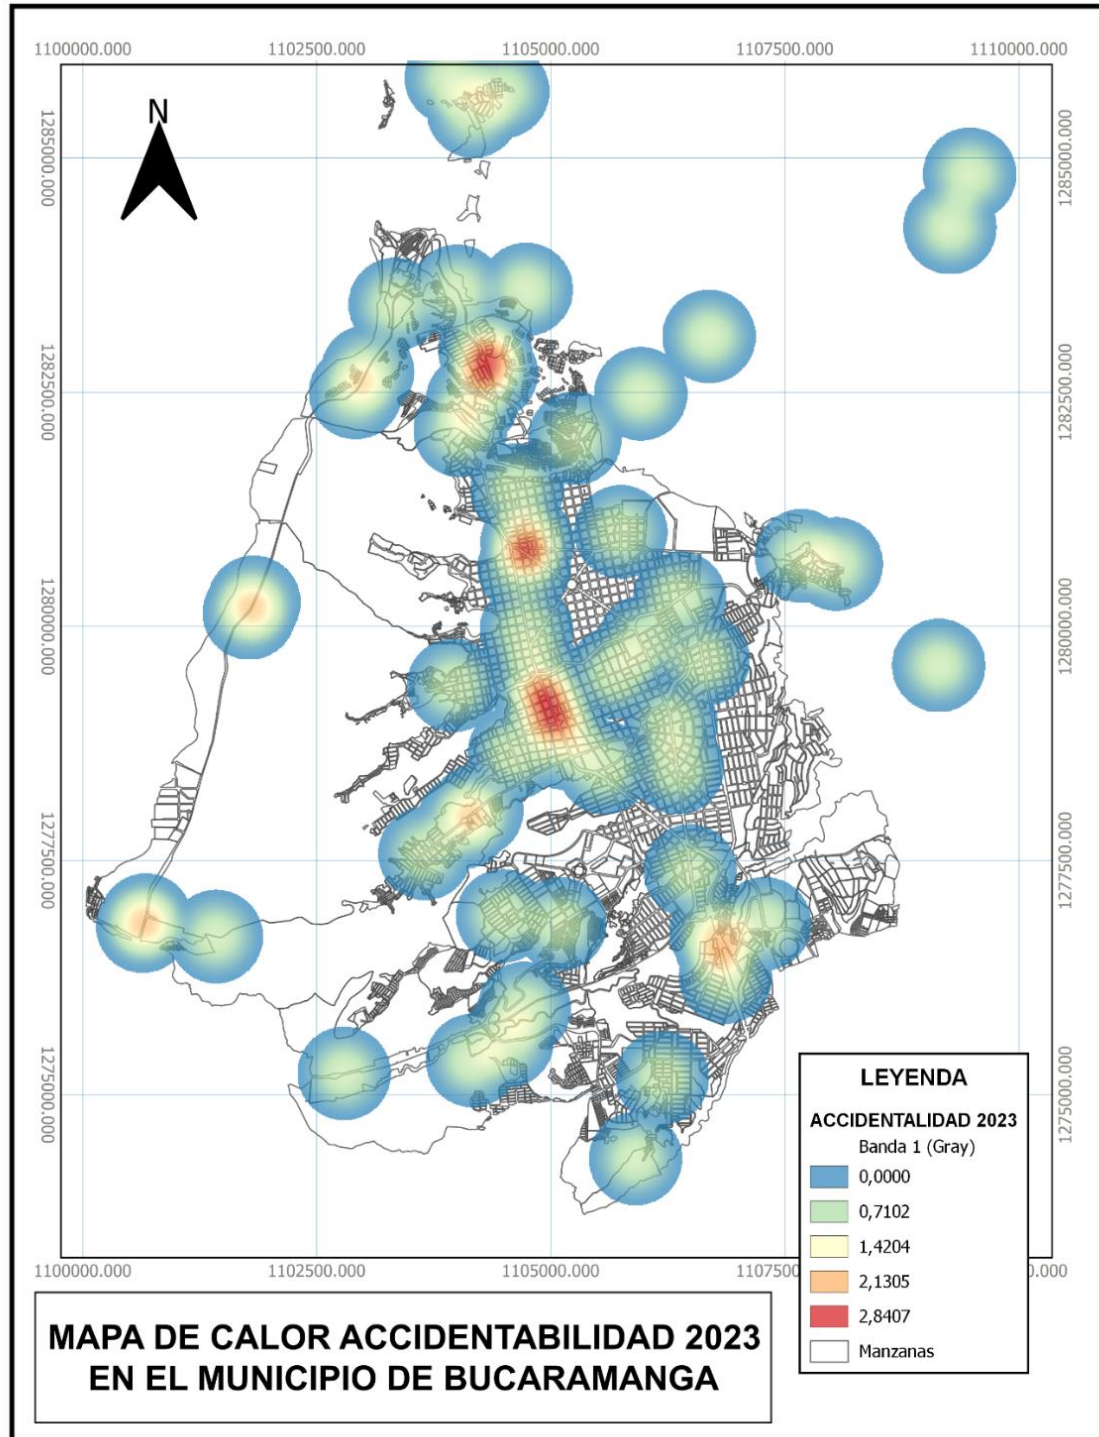 1100000.000 1102500.000 1105000.000 1107500.000 1110000.000
N
1285000.000 1285000.000
1282500.000 1282500.000
1280000.000 1280000.000
1277500.000 1277500.000
1275000.000 1275000.000
LEYENDA
ACCIDENTALIDAD 2023
Banda 1 (Gray)
0,0000
0,7102
1,4204
2,1305
2,8407
Manzanas
1100000.000 1102500.000 1105000.000 110750 0.000
MAPA DE CALOR ACCIDENTABILIDAD 2023
EN EL MUNICIPIO DE BUCARAMANGA